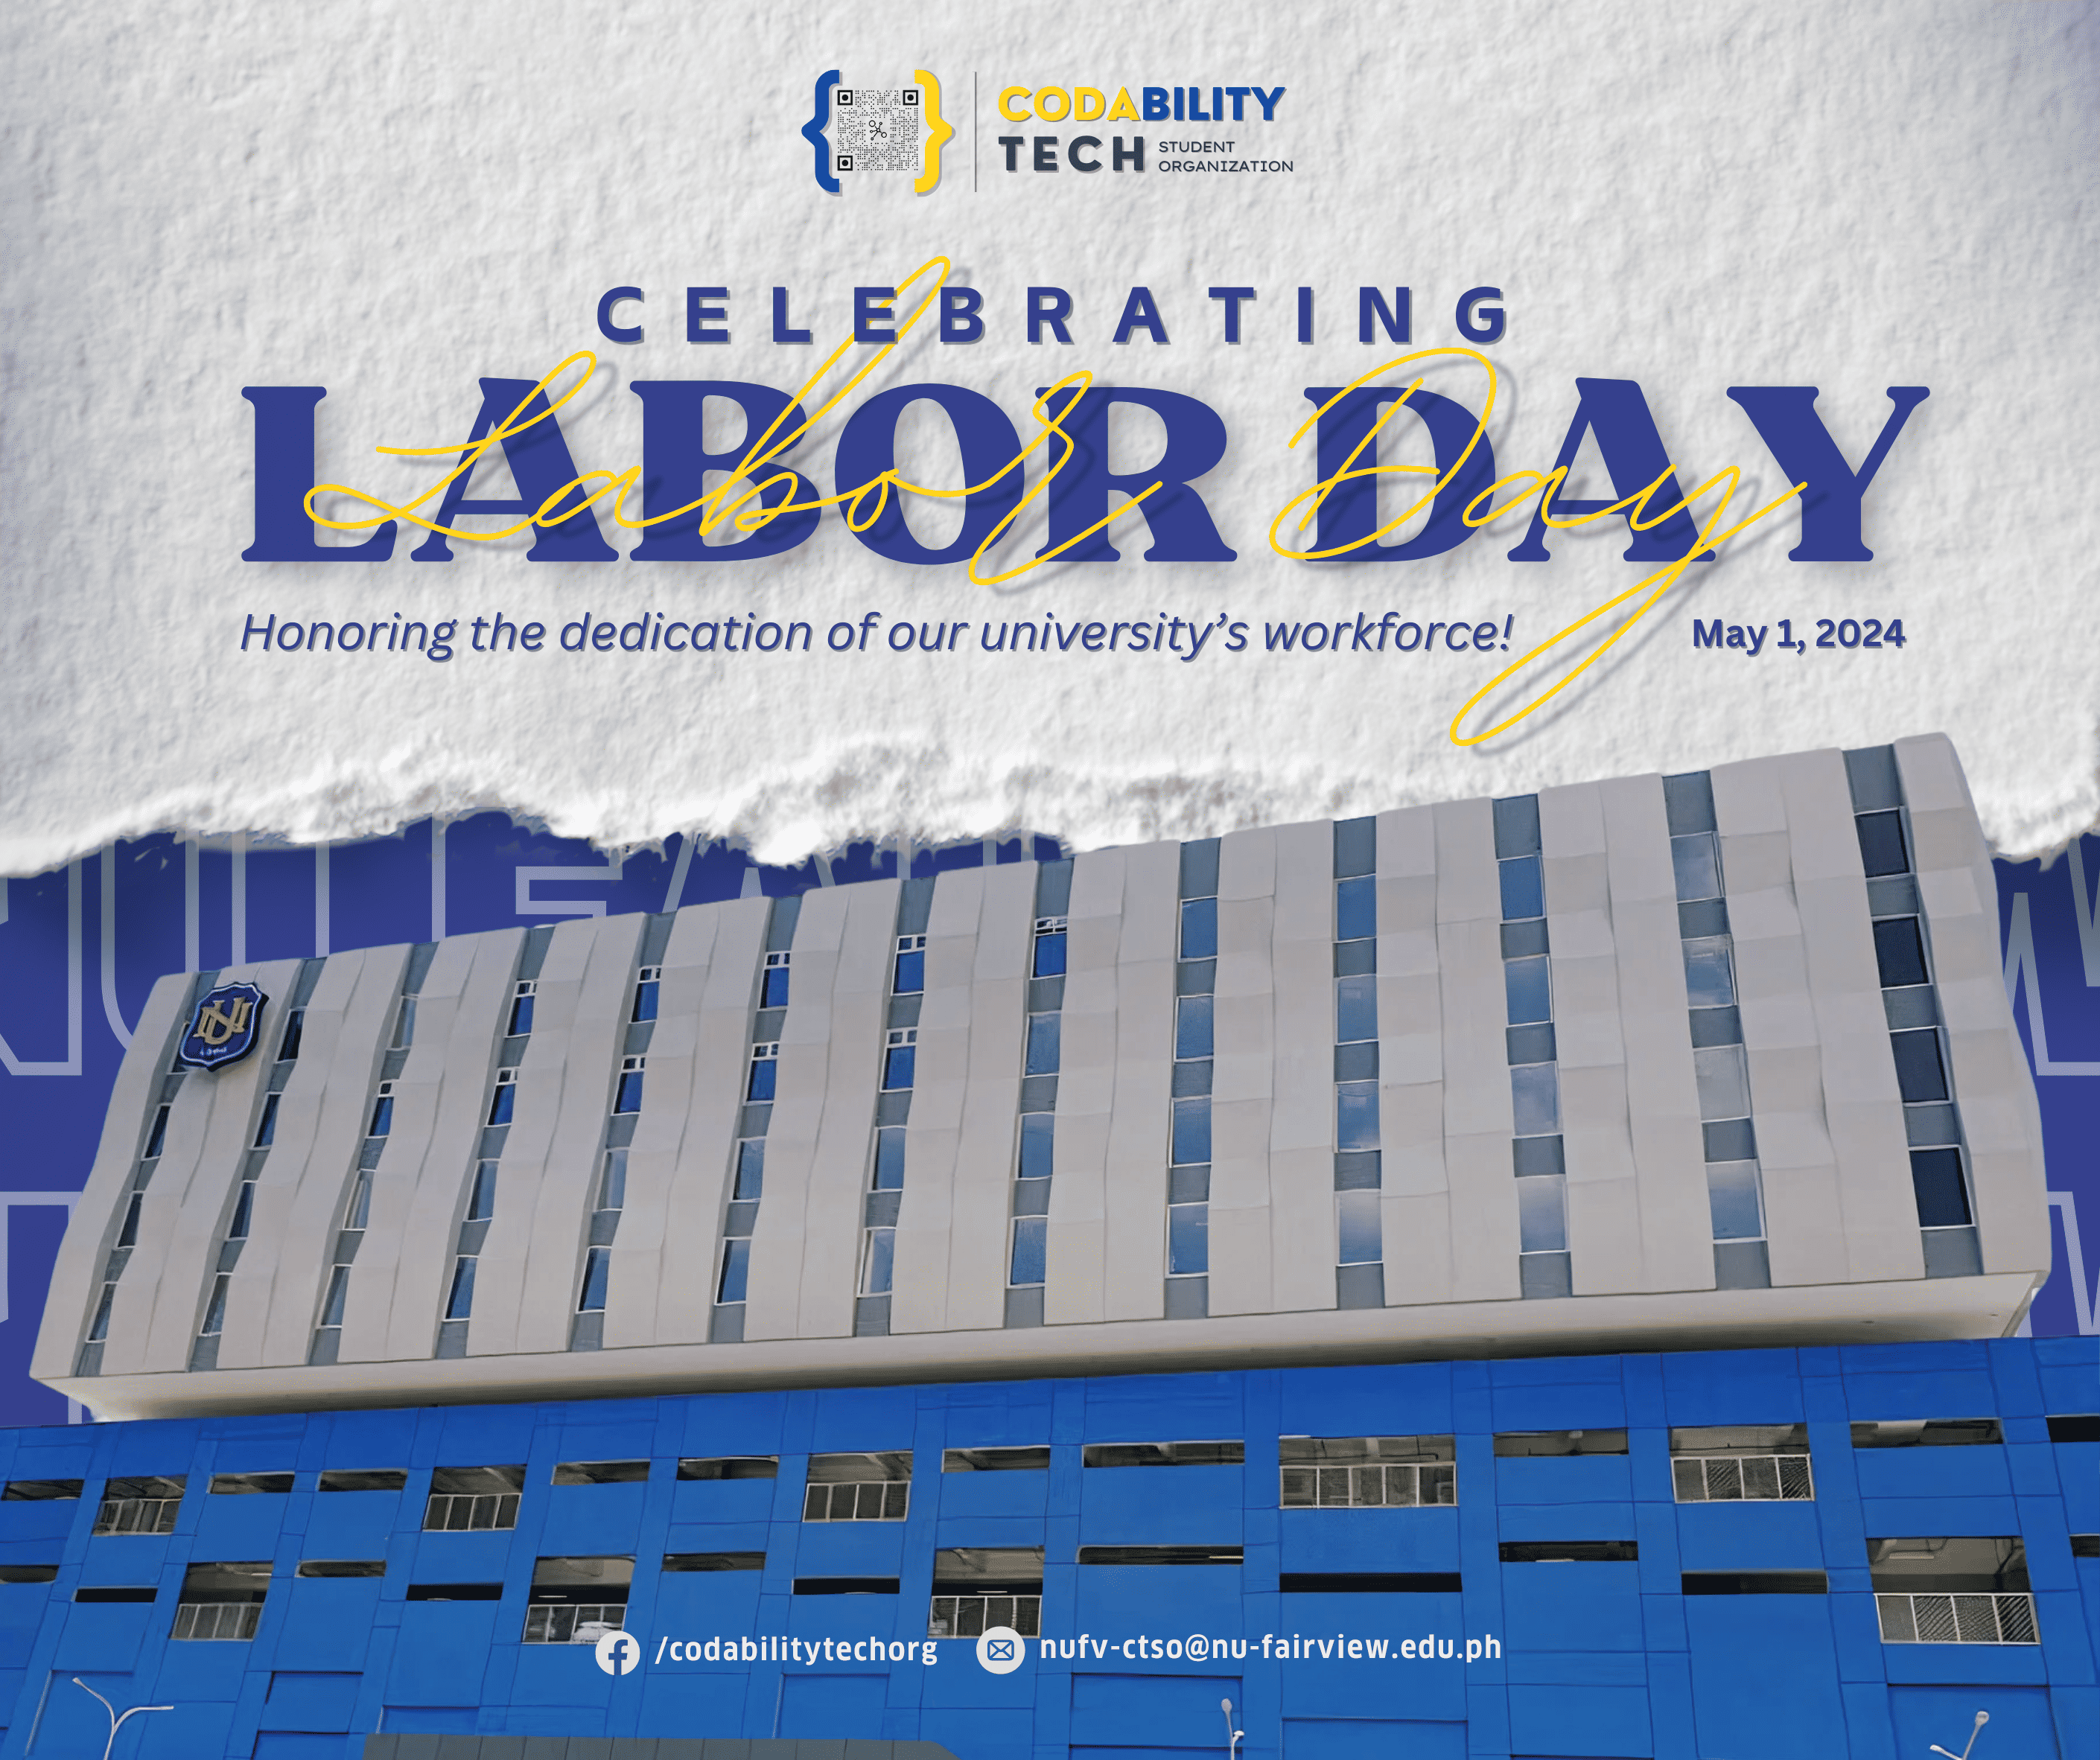 CODABILITY
TECH STUDENT
ORGANIZATION
CELEBRATING
LABOR DAY
Labor Day
Honoring the dedication of our university’s workforce!
May 1, 2024
NU
/codabilitytechorg
nufv-ctso@nu-fairview.edu.ph